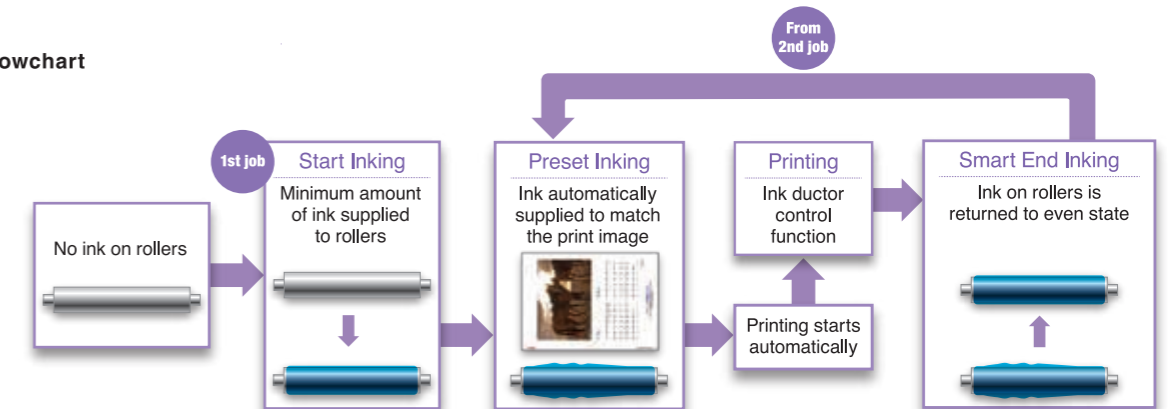 owchart
No ink on rollers
1st job
Start Inking
Minimum amount
of ink supplied
to rollers
Preset Inking
Ink automatically
supplied to match
the print image
Printing starts
automatically
Printing
Ink ductor
control
function
Smart End Inking
Ink on rollers is
returned to even state
From
2nd job